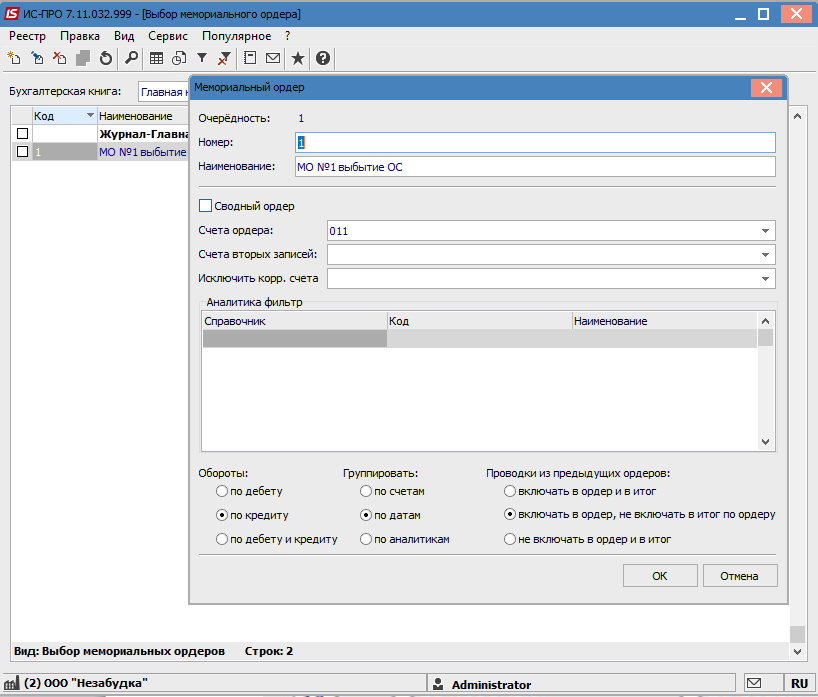 ИС-ПРО 7.11.032.999 - [Выбор мемориального ордера]
Реестр Правка Вид Сервис Популярное ?
Бухгалтерская книга: Главная
Код Наименование
Журнал-Главна
1 МО №1 выбытие
Мемориальный ордер
Очерёдность: 1
Номер: 1
Наименование: МО №1 выбытие ОС
Сводный ордер
Счета ордера: 011
Счета вторых записей:
Исключить корр. счета
Аналитика фильтр
Справочник Код Наименование
Обороты: Группировать: Проводки из предыдущих ордеров:
по дебету по счетам включать в ордер и в итог
по кредиту по датам включать в ордер, не включать в итог по ордеру
по дебету и кредиту по аналитикам не включать в ордер и в итог
ОК Отмена
Вид: Выбор мемориальных ордеров Строк: 2
(2) ООО "Незабудка" Administrator RU